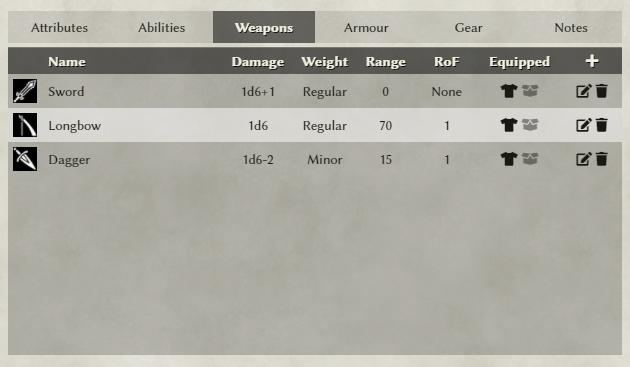 Attributes Abilities Weapons Armour Gear Notes
Name Damage Weight Range RoF Equipped +
Sword 1d6+1 Regular 0 None
Longbow 1d6 Regular 70 1
Dagger 1d6-2 Minor 15 1